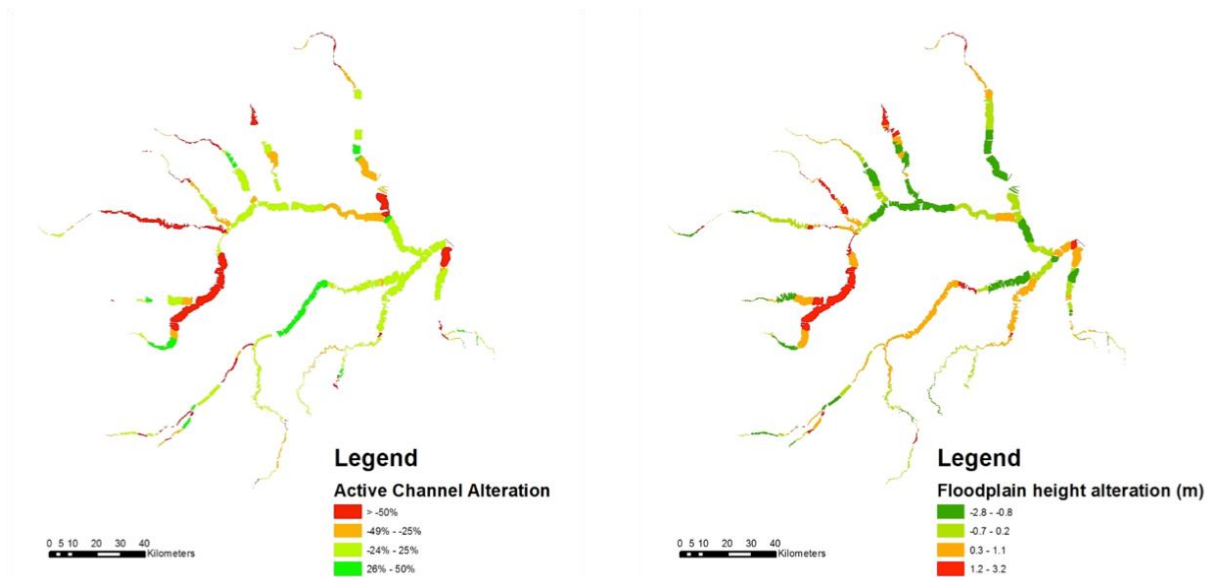 Legend
Active Channel Alteration
> -50%
-49% - -25%
-24% - 25%
26% - 50%
0 5 10 20 30 40
Kilometers
Legend
Floodplain height alteration (m)
-2.8 - -0.8
-0.7 - 0.2
0.3 - 1.1
1.2 - 3.2
0 5 10 20 30 40
Kilometers